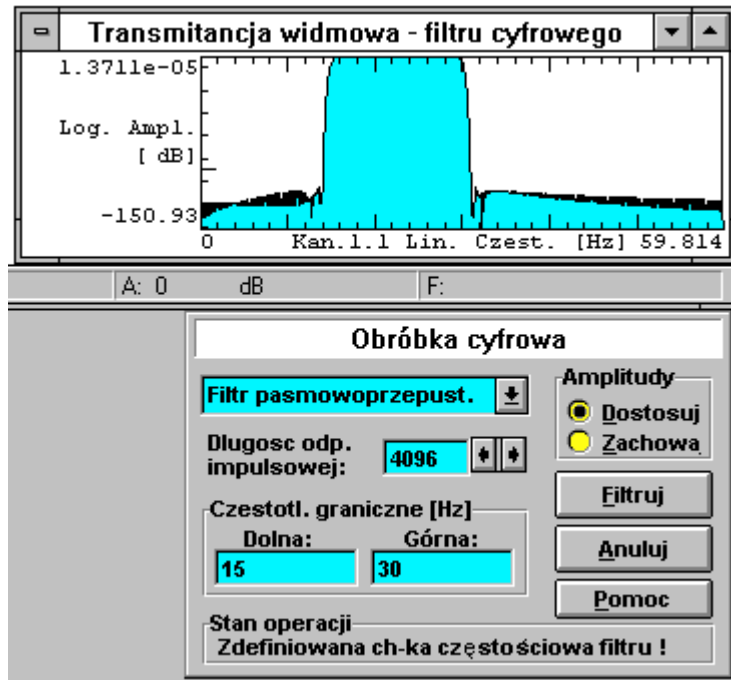 Transmitancja widmowa - filtru cyfrowego
1.3711e-05
Log. Ampl.
[ dB]
-150.93
0 Kan.1.1 Lin. Czest. [Hz] 59.814
A: 0 dB F:
Obróbka cyfrowa
Filtr pasmowoprzepust.
Dlugosc odp.
impulsowej:
4096
Amplitudy
Dostosuj
Zachowa
Czestotl. graniczne [Hz]
Dolna: Górna:
15 30
Filtruj
Anuluj
Pomoc
Stan operacji
Zdefiniowana ch-ka częstościowa filtru !